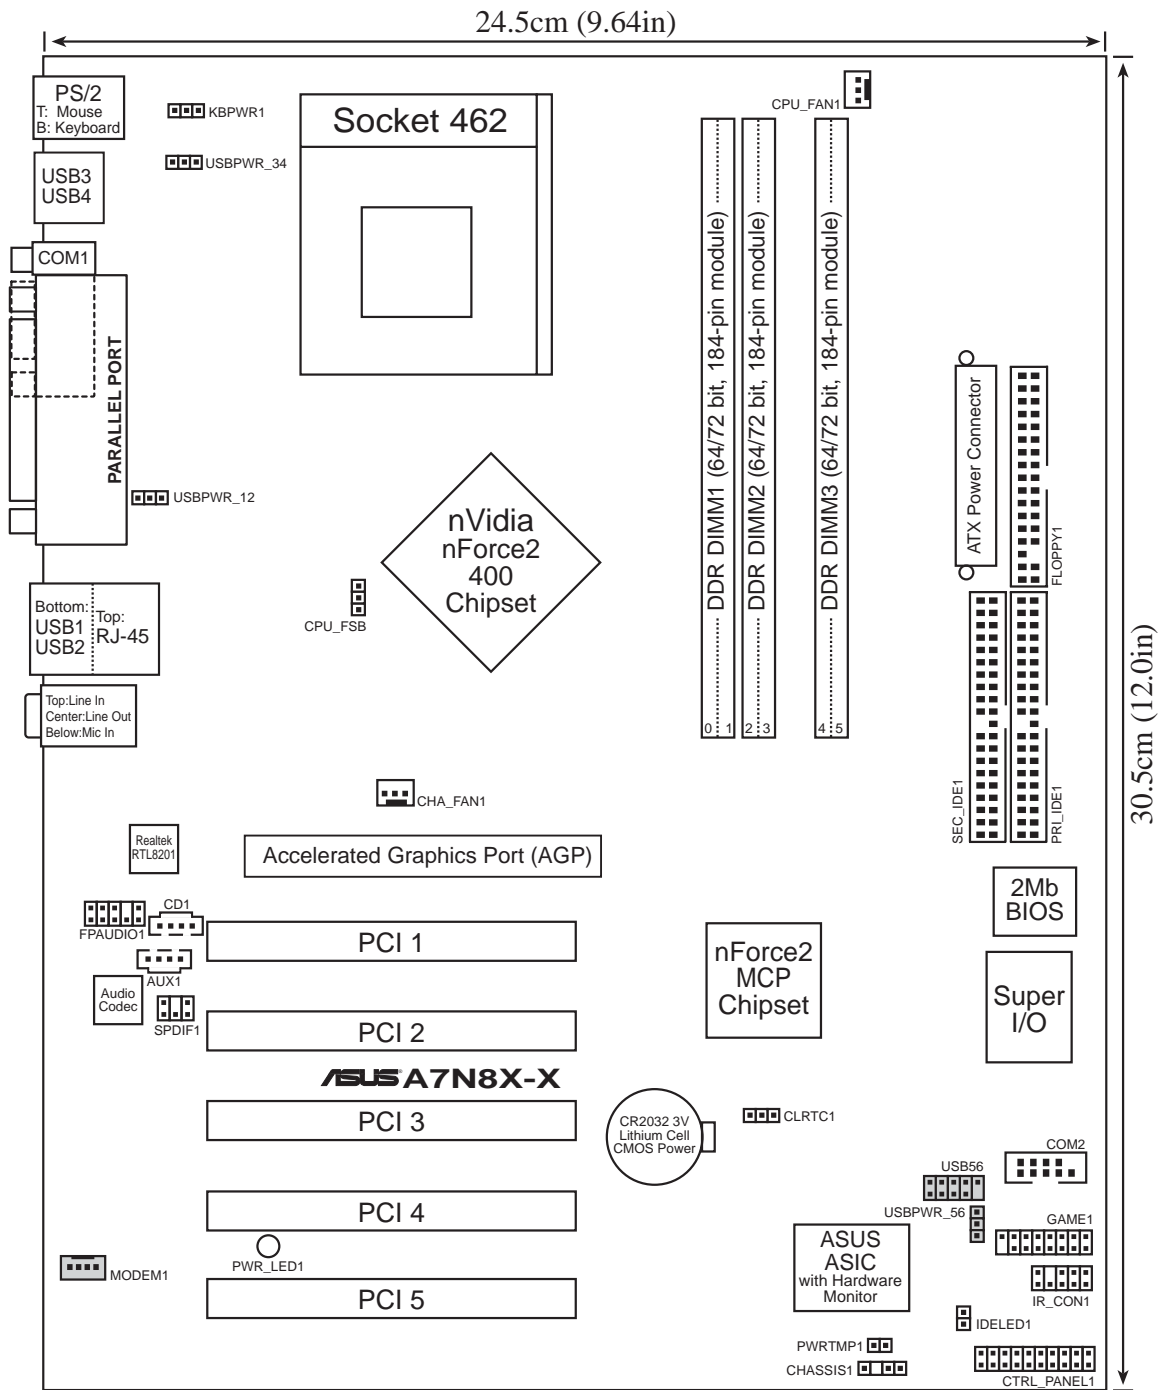 24.5cm (9.64in)
PS/2
T: Mouse
B: Keyboard
KBPWR1
USBPWR_34
Socket 462
CPU_FAN1
USB3
USB4
COM1
PARALLEL PORT
USBPWR_12
nVidia
nForce2
400
Chipset
CPU_FSB
DDR DIMM1 (64/72 bit, 184-pin module)
DDR DIMM2 (64/72 bit, 184-pin module)
DDR DIMM3 (64/72 bit, 184-pin module)
0 1
2 3
4 5
ATX Power Connector
FLOPPY1
Bottom:
USB1
USB2
Top:
RJ-45
Top:Line In
Center:Line Out
Below:Mic In
SEC_IDE1
PRI_IDE1
30.5cm (12.0in)
CHA_FAN1
Realtek
RTL8201
Accelerated Graphics Port (AGP)
2Mb
BIOS
FPAUDIO1
CD1
PCI 1
AUX1
Audio
Codec
SPDIF1
nForce2
MCP
Chipset
Super
I/O
PCI 2
ASUS® A7N8X-X
PCI 3
CR2032 3V
Lithium Cell
CMOS Power
CLRTC1
COM2
USB56
USBPWR_56
GAME1
PCI 4
PWR_LED1
MODEM1
ASUS
ASIC
with Hardware
Monitor
IR_CON1
PCI 5
IDELED1
PWRTMP1
CHASSIS1
CTRL_PANEL1